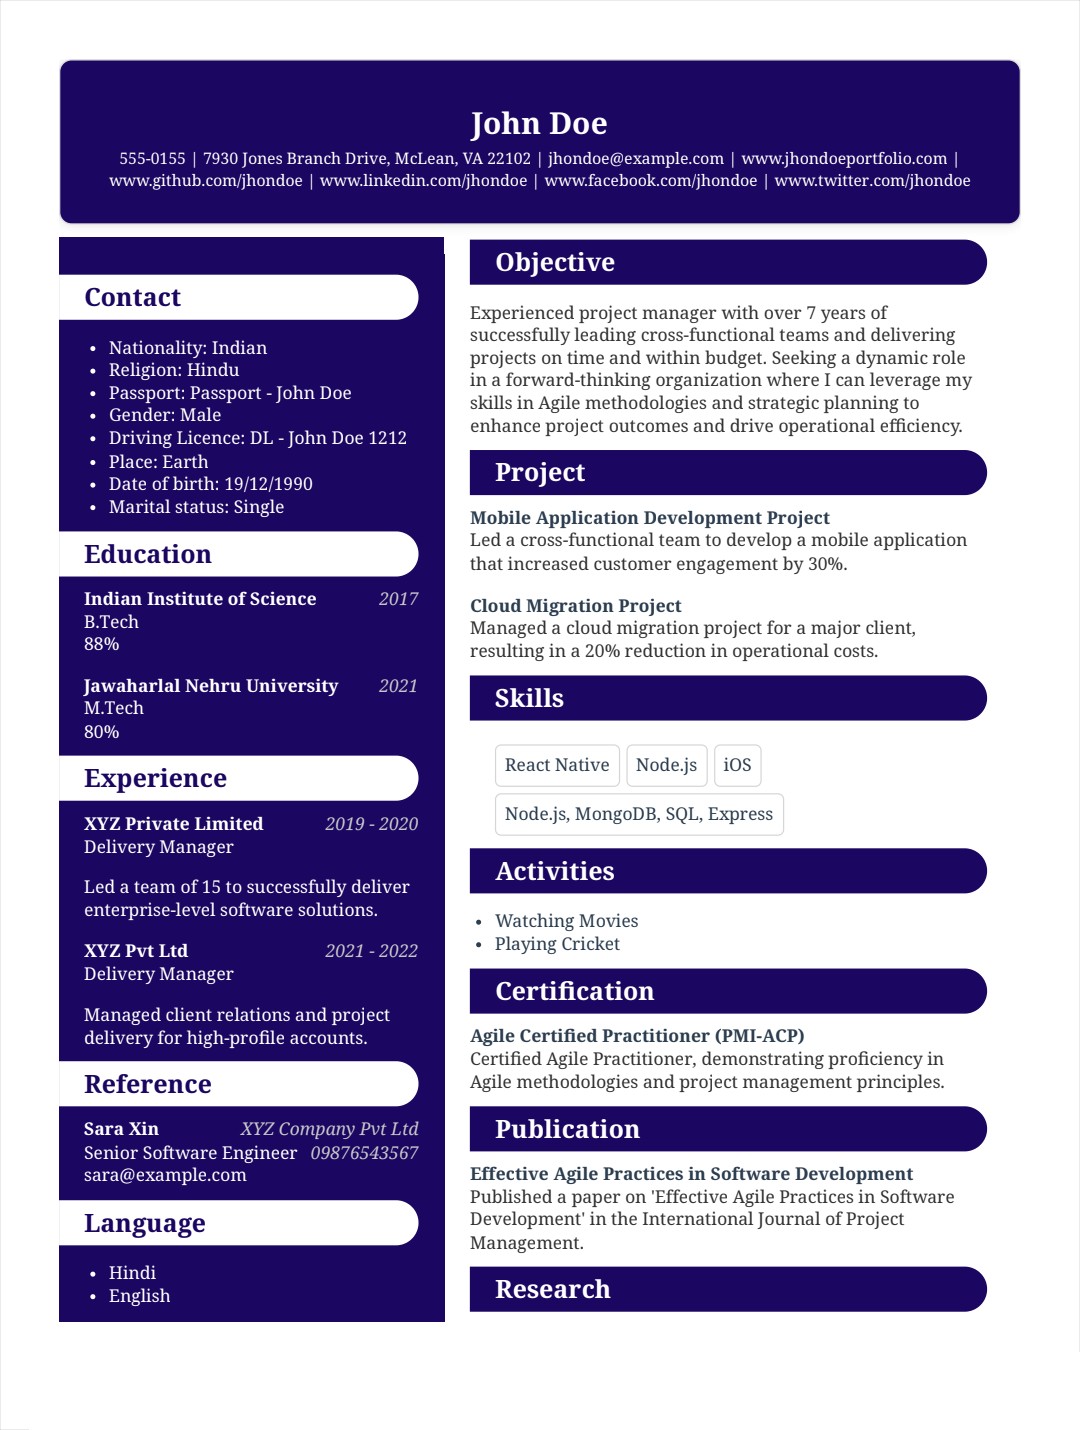 John Doe
555-0155 | 7930 Jones Branch Drive, McLean, VA 22102 | jhondoe@example.com | www.jhondoeportfolio.com |
www.github.com/jhondoe | www.linkedin.com/jhondoe | www.facebook.com/jhondoe | www.twitter.com/jhondoe
Contact
• Nationality: Indian
• Religion: Hindu
• Passport: Passport - John Doe
• Gender: Male
• Driving Licence: DL - John Doe 1212
• Place: Earth
• Date of birth: 19/12/1990
• Marital status: Single
Education
Indian Institute of Science 2017
B.Tech
88%
Jawaharlal Nehru University 2021
M.Tech
80%
Experience
XYZ Private Limited 2019 - 2020
Delivery Manager
Led a team of 15 to successfully deliver
enterprise-level software solutions.
XYZ Pvt Ltd 2021 - 2022
Delivery Manager
Managed client relations and project
delivery for high-profile accounts.
Reference
Sara Xin XYZ Company Pvt Ltd
Senior Software Engineer 09876543567
sara@example.com
Language
• Hindi
• English
Objective
Experienced project manager with over 7 years of
successfully leading cross-functional teams and delivering
projects on time and within budget. Seeking a dynamic role
in a forward-thinking organization where I can leverage my
skills in Agile methodologies and strategic planning to
enhance project outcomes and drive operational efficiency.
Project
Mobile Application Development Project
Led a cross-functional team to develop a mobile application
that increased customer engagement by 30%.
Cloud Migration Project
Managed a cloud migration project for a major client,
resulting in a 20% reduction in operational costs.
Skills
React Native Node.js iOS
Node.js, MongoDB, SQL, Express
Activities
• Watching Movies
• Playing Cricket
Certification
Agile Certified Practitioner (PMI-ACP)
Certified Agile Practitioner, demonstrating proficiency in
Agile methodologies and project management principles.
Publication
Effective Agile Practices in Software Development
Published a paper on 'Effective Agile Practices in Software
Development' in the International Journal of Project
Management.
Research